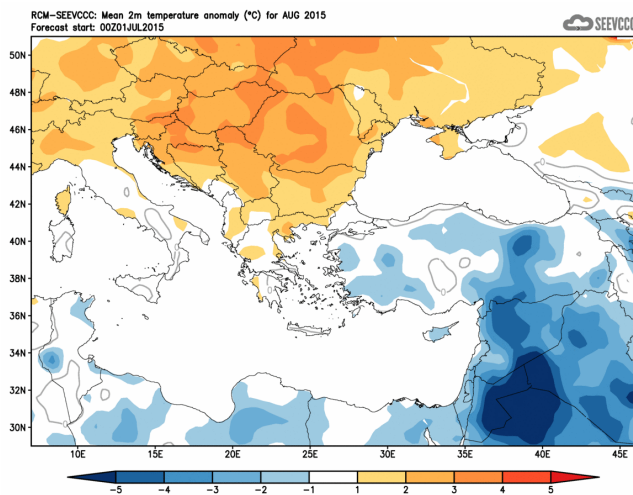 RCM-SEEVCCC: Mean 2m temperature anomaly (°C) for AUG 2015
Forecast start: 00Z01JUL2015
SEEVCCC
50N
48N
46N
44N
42N
40N
38N
36N
34N
32N
30N
10E 15E 20E 25E 30E 35E 40E 45E
-5 -4 -3 -2 -1 1 2 3 4 5